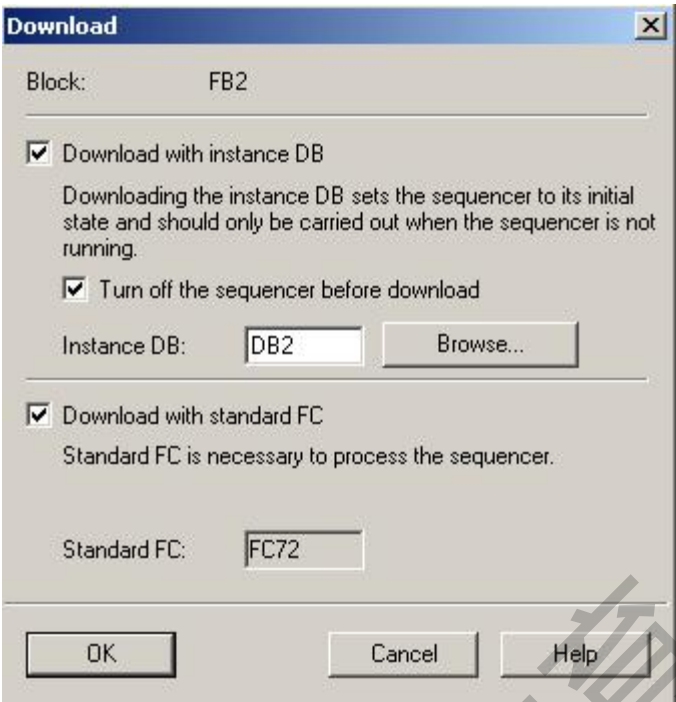 Download
Block: FB2
Download with instance DB
Downloading the instance DB sets the sequencer to its initial
state and should only be carried out when the sequencer is not
running.
Turn off the sequencer before download
Instance DB: DB2 Browse...
Download with standard FC
Standard FC is necessary to process the sequencer.
Standard FC: FC72
OK Cancel Help